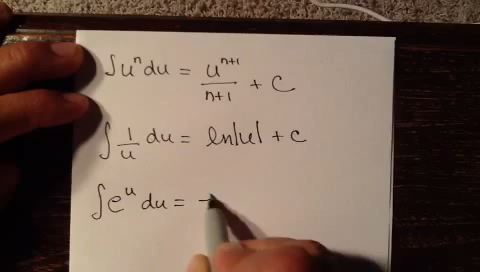 ∫uⁿdu = uⁿ⁺¹/n+1 + C
∫1/u du = ln|u| + c
∫eᵘ du =